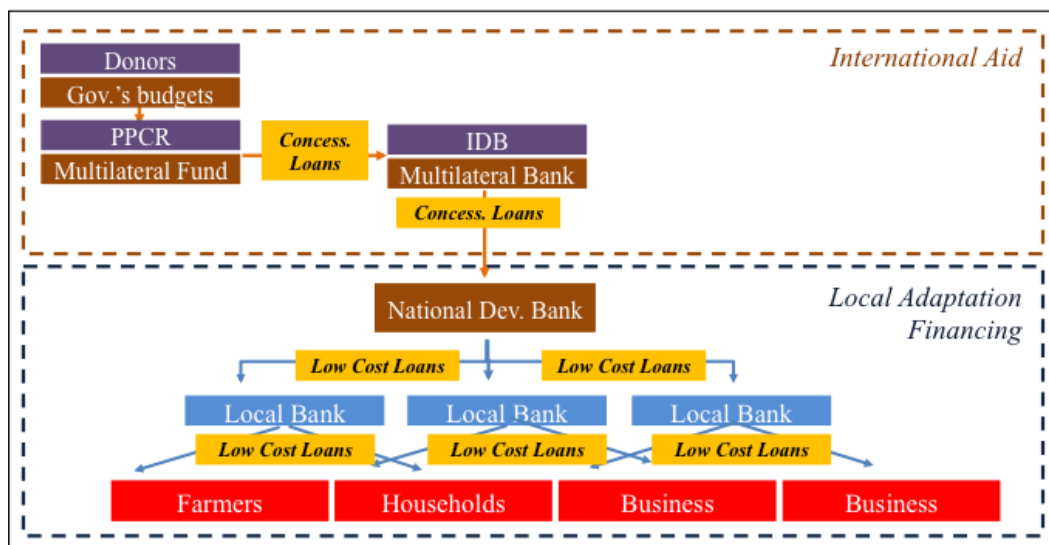 International Aid
Donors
Gov.'s budgets
PPCR
Multilateral Fund
Concess.
Loans
IDB
Multilateral Bank
Concess. Loans
Local Adaptation
Financing
National Dev. Bank
Low Cost Loans
Low Cost Loans
Local Bank
Local Bank
Local Bank
Low Cost Loans
Low Cost Loans
Low Cost Loans
Farmers
Households
Business
Business